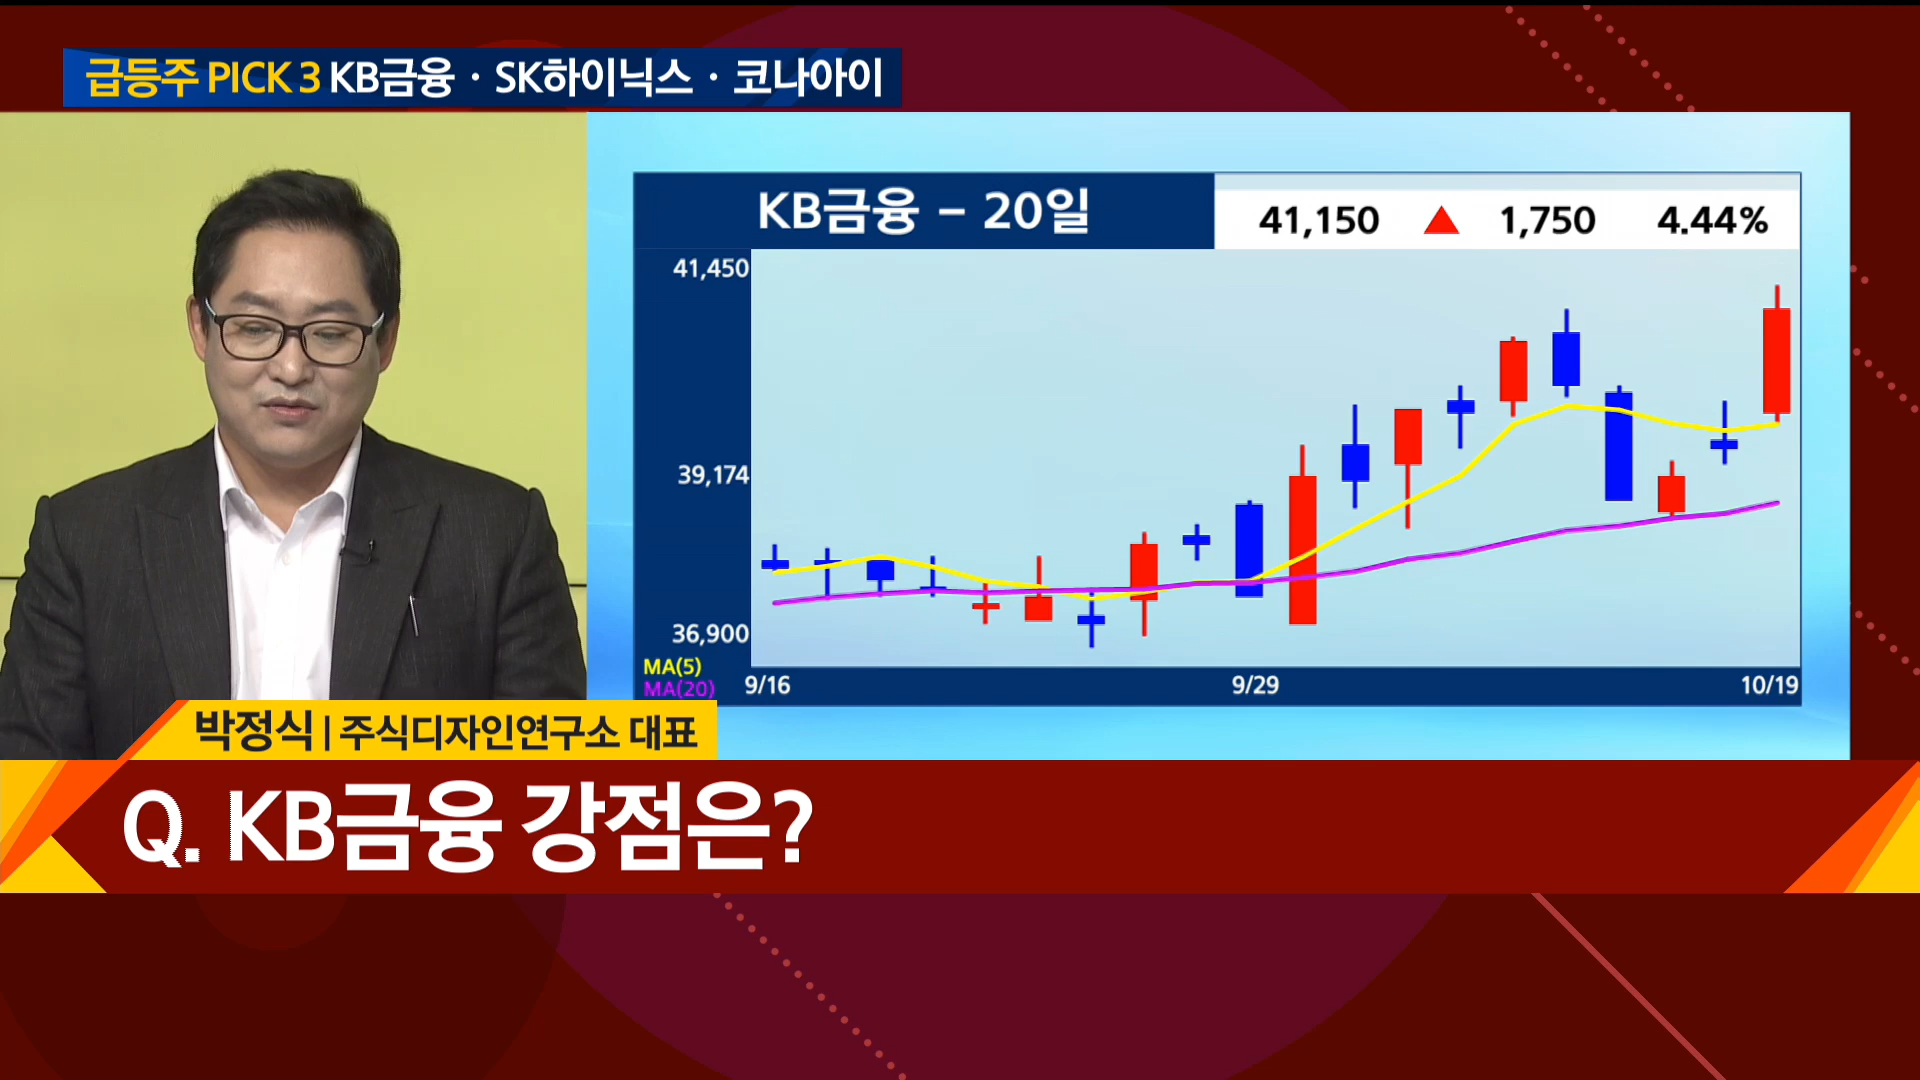 급등주 PICK 3 KB금융 · SK하이닉스 · 코나아이
KB금융 – 20일
41,150 ▲ 1,750 4.44%
41,450
39,174
36,900
MA(5)
MA(20)
9/16 9/29 10/19
박정식 | 주식디자인연구소 대표
Q. KB금융 강점은?